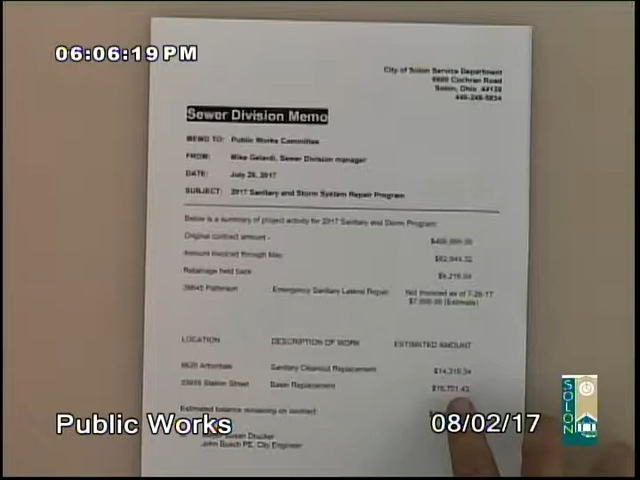 06:06:19 PM
City of Solon Service Department
6600 Cochran Road
Solon, Ohio 44139
Sewer Division Memo
MEMO TO: Public Works Committee
FROM: Mike Gelardi, Sewer Division manager
DATE: July 26, 2017
SUBJECT: 2017 Sanitary and Storm System Repair Program
Below is a summary of project activity for 2017 Sanitary and Storm Program:
Original contract amount -
Amount invoiced through May
Retainage held back
Patterson Emergency Sanitary Lateral Repair Not invoiced as of 7-26-17
$7,000.00 (Estimate)
LOCATION DESCRIPTION OF WORK ESTIMATED AMOUNT
Sanitary Cleanout Replacement
Station Street Basin Replacement
Estimated balance remaining on contract:
Susan Drucker
John Busch PE, City Engineer
Public Works
08/02/17
SOLON